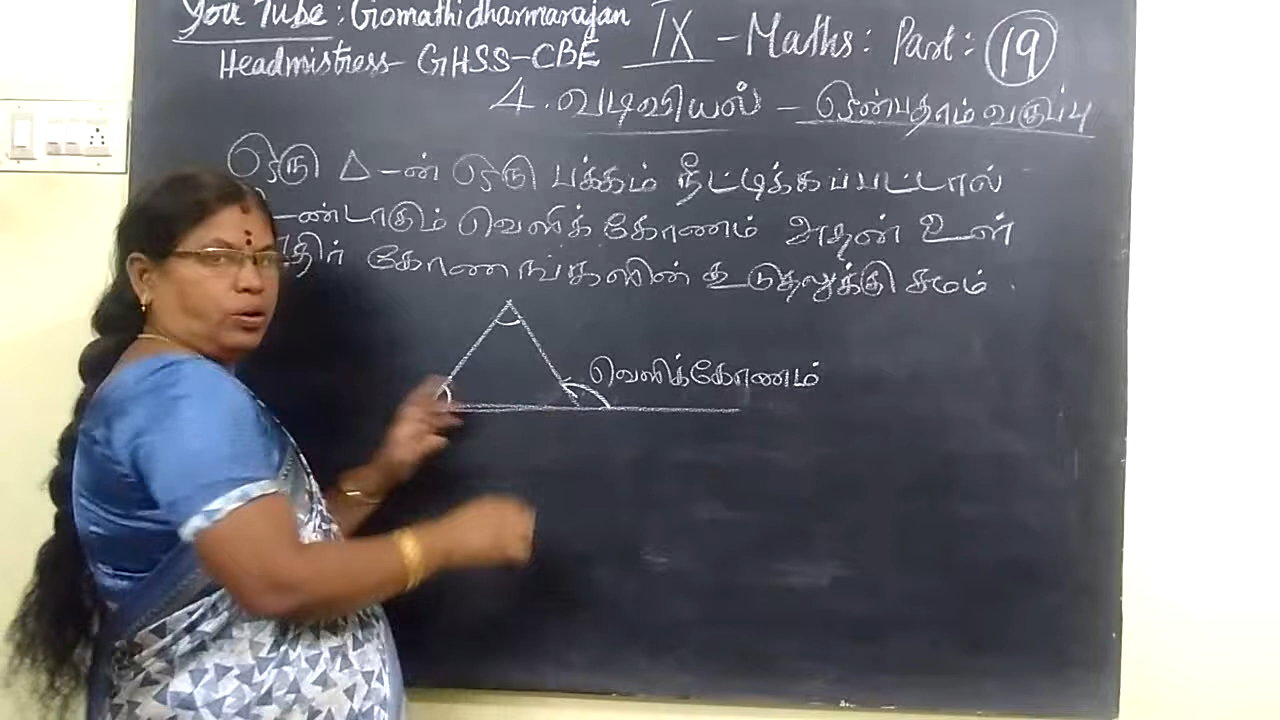 You Tube : Gomathidharmarajan
Headmistress - GHSS-CBE
IX - Maths : Part : 19
4. வடிவியல் - ஒன்பதாம் வகுப்பு
ஒரு Δ-ன் ஒரு பக்கம் நீட்டிக்கப்பட்டால்
வெளிக்கோணம் அதன் உள்
கோணங்களின் கூடுதலுக்கு சமம்.
வெளிக்கோணம்